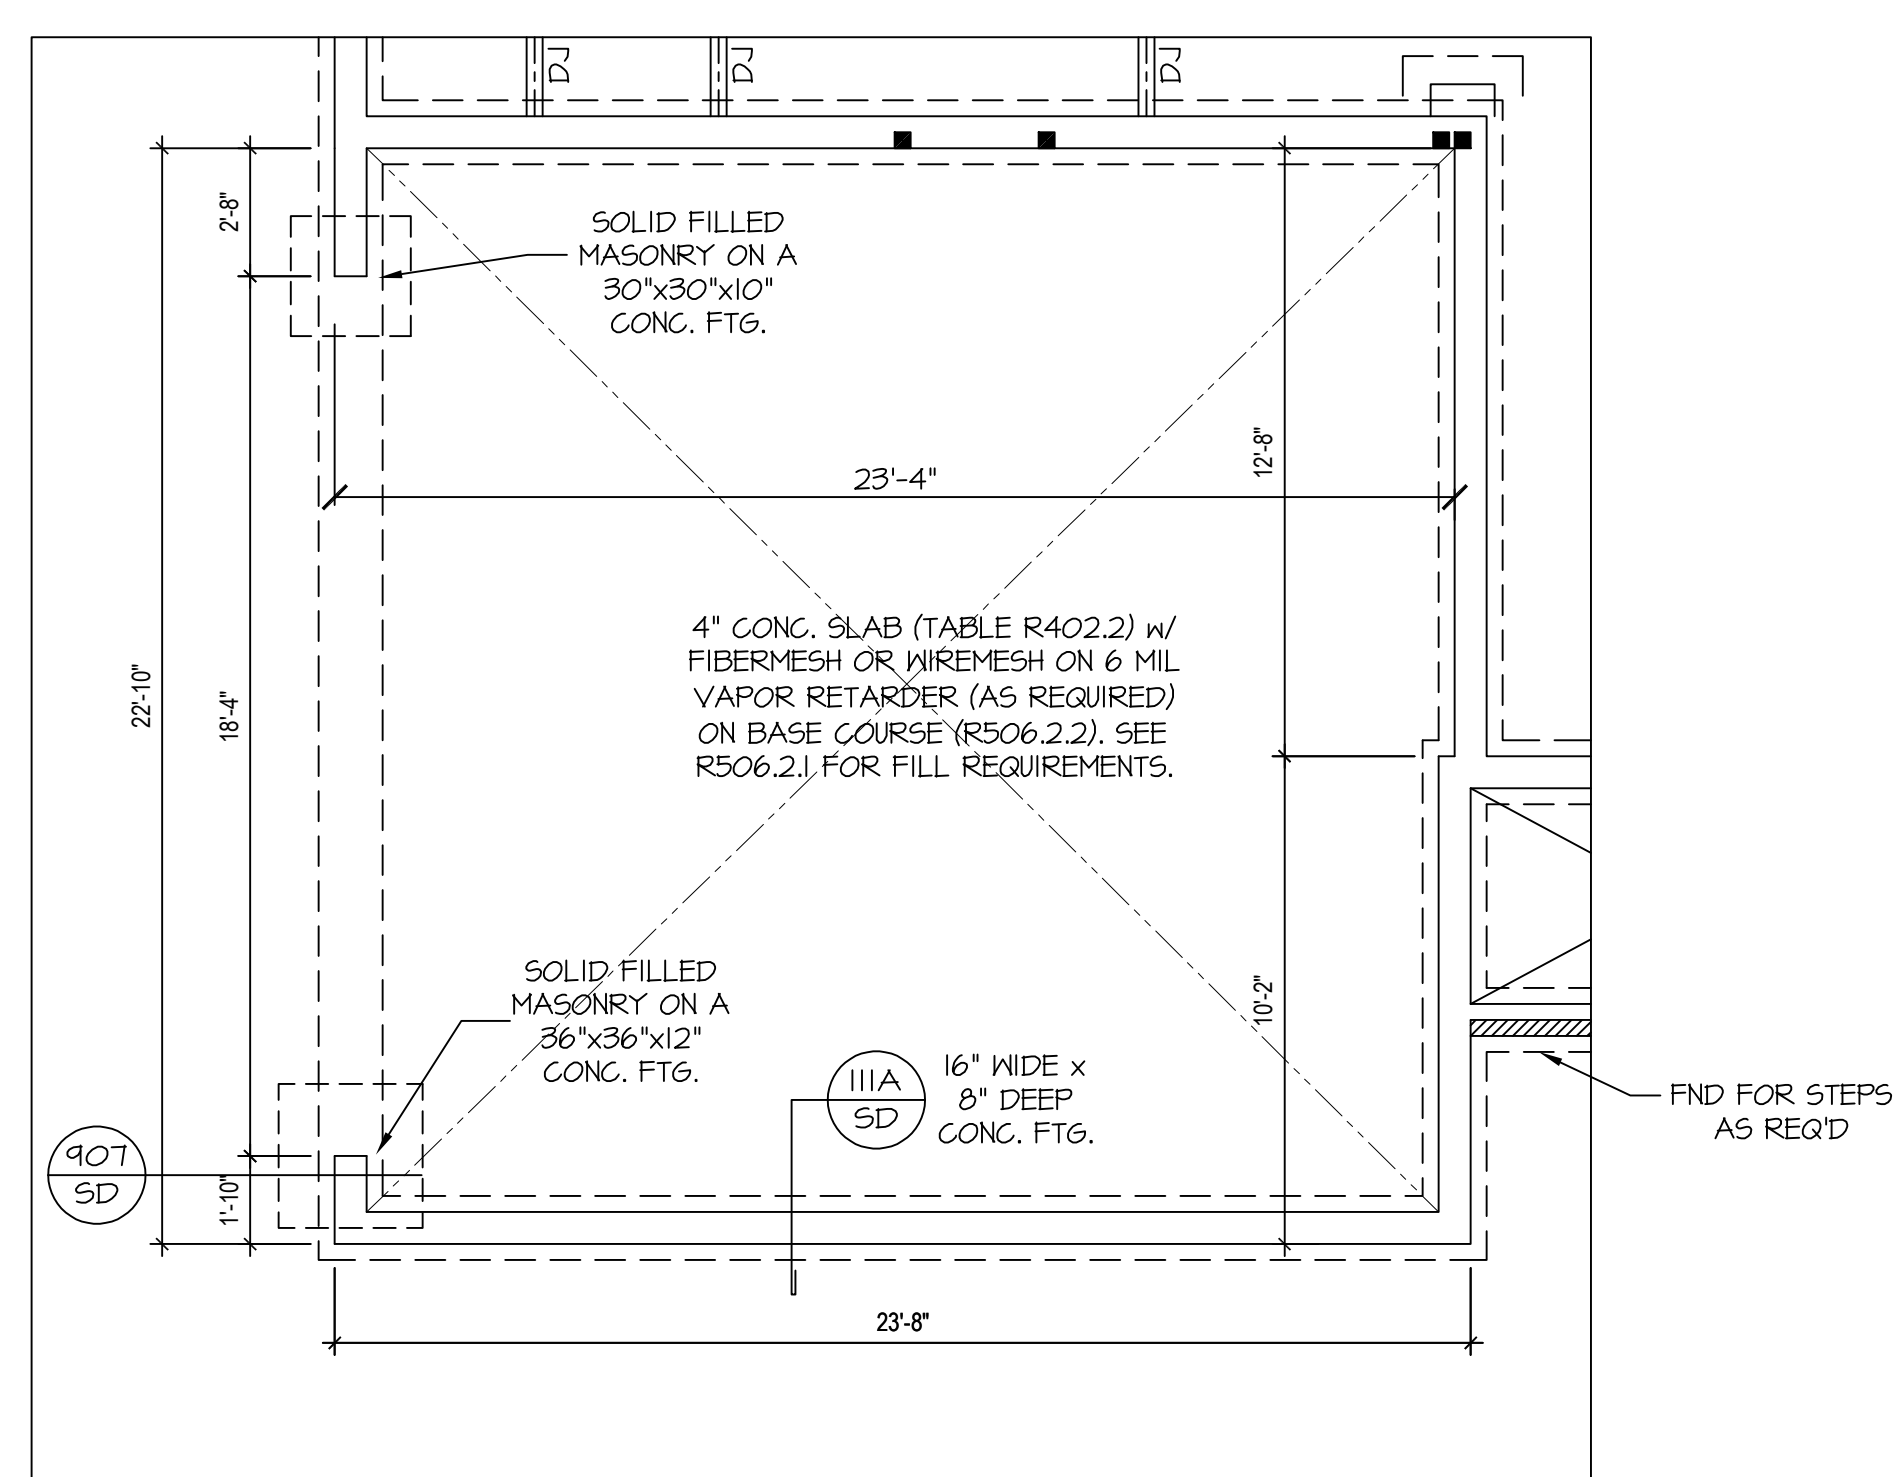 DJ
DJ
DJ
2'-8"
SOLID FILLED
MASONRY ON A
30"x30"x10"
CONC. FTG.
12'-8"
23'-4"
22'-10"
18'-4"
4" CONC. SLAB (TABLE R402.2) W/
FIBERMESH OR WIREMESH ON 6 MIL
VAPOR RETARDER (AS REQUIRED)
ON BASE COURSE (R506.2.2). SEE
R506.2.1 FOR FILL REQUIREMENTS.
SOLID FILLED
MASONRY ON A
36"x36"x12"
CONC. FTG.
10'-2"
111A
SD
16" WIDE x
8" DEEP
CONC. FTG.
FND FOR STEPS
AS REQ'D
907
SD
1'-10"
23'-8"